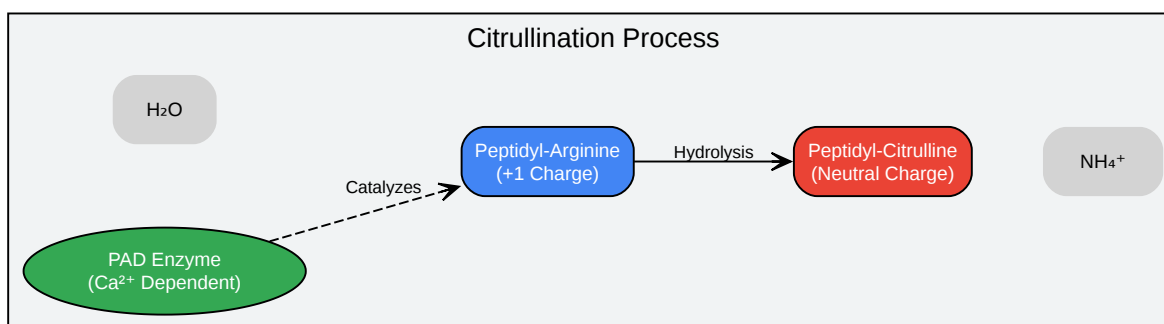 Citrullination Process
H₂O
Peptidyl-Arginine
(+1 Charge)
Hydrolysis
Peptidyl-Citrulline
(Neutral Charge)
NH₄⁺
Catalyzes
PAD Enzyme
(Ca²⁺ Dependent)